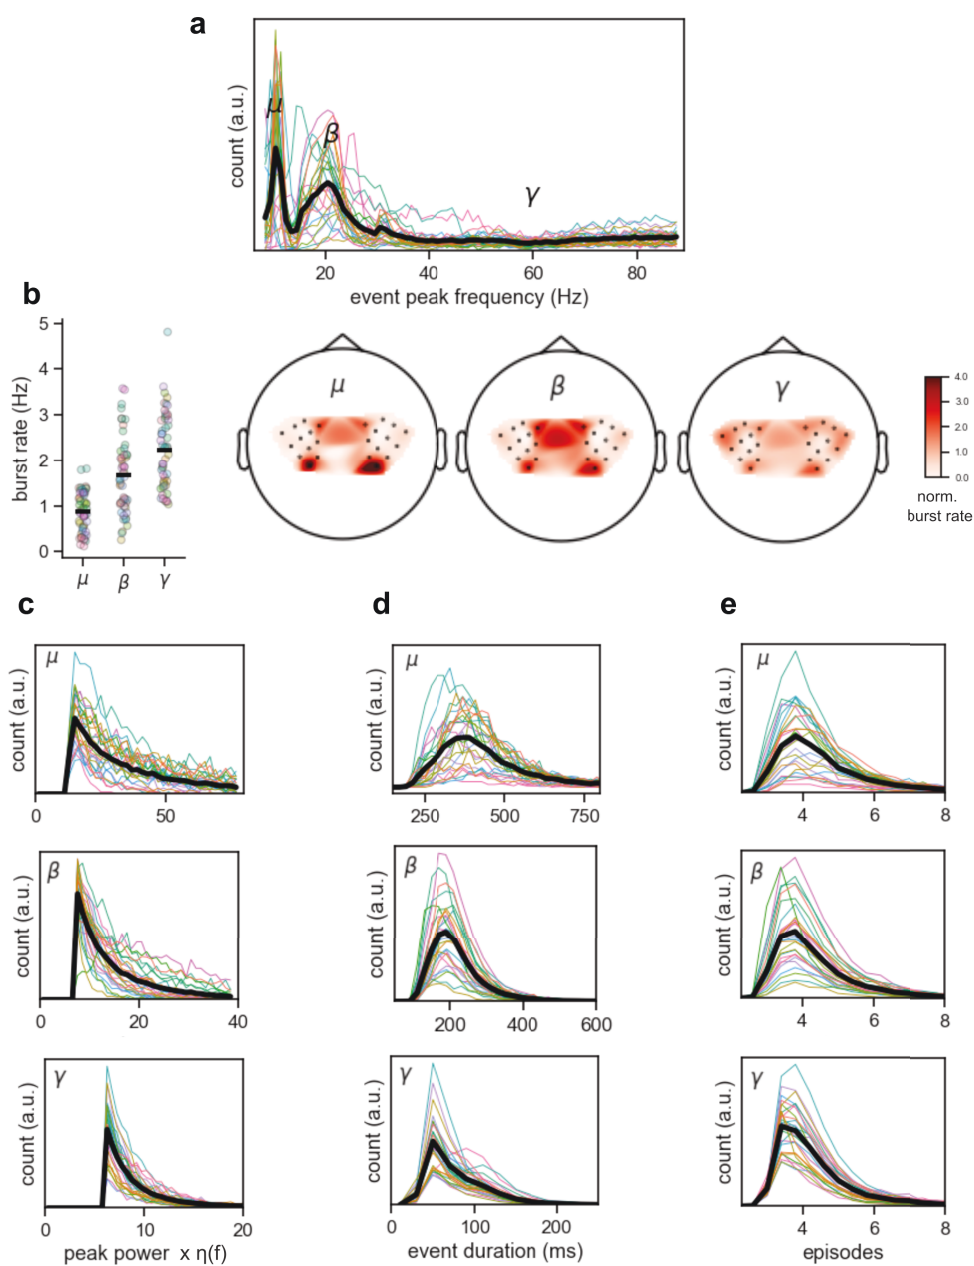 a
count (a.u.)
μ
β
γ
20 40 60 80
event peak frequency (Hz)
b
burst rate (Hz)
5
4
3
2
1
0
μ β γ
μ
β
γ
4.0
3.0
2.0
1.0
0.0
norm.
burst rate
c
d
e
μ
count (a.u.)
0 50
μ
count (a.u.)
250 500 750
μ
count (a.u.)
4 6 8
β
count (a.u.)
0 20 40
β
count (a.u.)
200 400 600
β
count (a.u.)
4 6 8
γ
count (a.u.)
0 10 20
peak power x η(f)
γ
count (a.u.)
0 100 200
event duration (ms)
γ
count (a.u.)
4 6 8
episodes